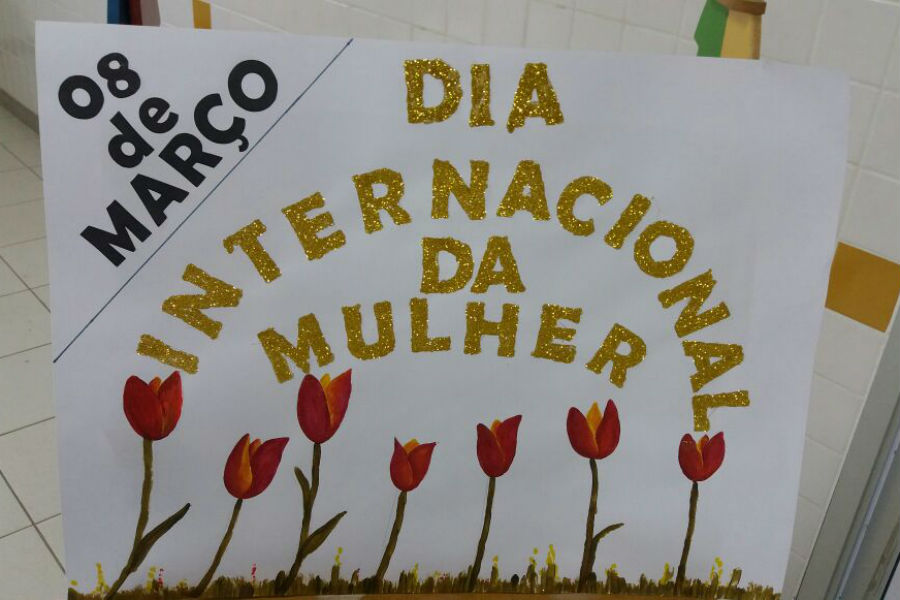 08
de
MARÇO
DIA
INTERNACIONAL
DA
MULHER